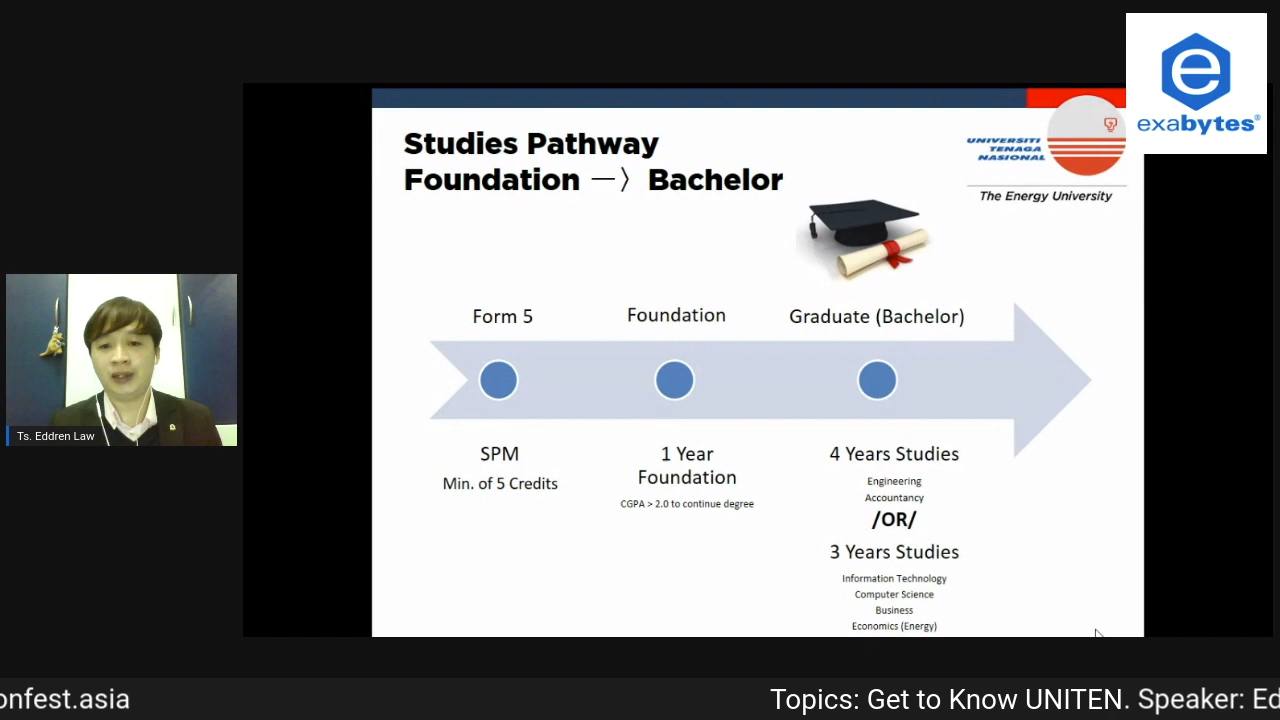 exabytes®
Studies Pathway
Foundation —〉 Bachelor
UNIVERSITI
TENAGA
NASIONAL
The Energy University
Form 5
Foundation
Graduate (Bachelor)
SPM
Min. of 5 Credits
1 Year
Foundation
CGPA > 2.0 to continue degree
4 Years Studies
Engineering
Accountancy
/OR/
3 Years Studies
Information Technology
Computer Science
Business
Economics (Energy)
Ts. Eddren Law
onfest.asia
Topics: Get to Know UNITEN. Speaker: Ed